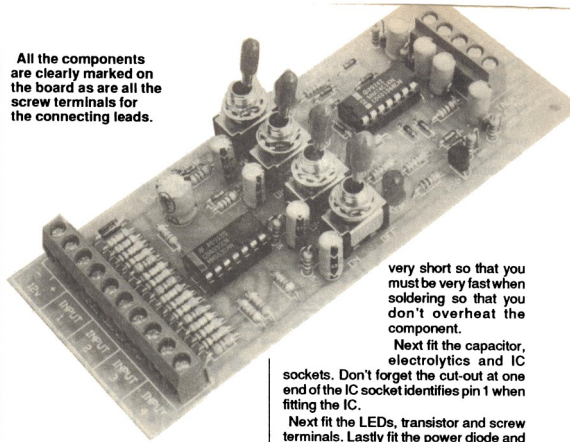 All the components
are clearly marked on
the board as are all the
screw terminals for
the connecting leads.
12v
INPUT
1
INPUT
2
INPUT
3
INPUT
very short so that you
must be very fast when
soldering so that you
don't overheat the
component.
Next fit the capacitor,
electrolytics and IC
sockets. Don't forget the cut-out at one
end of the IC socket identifies pin 1 when
fitting the IC.
Next fit the LEDs, transistor and screw
terminals. Lastly fit the power diode and